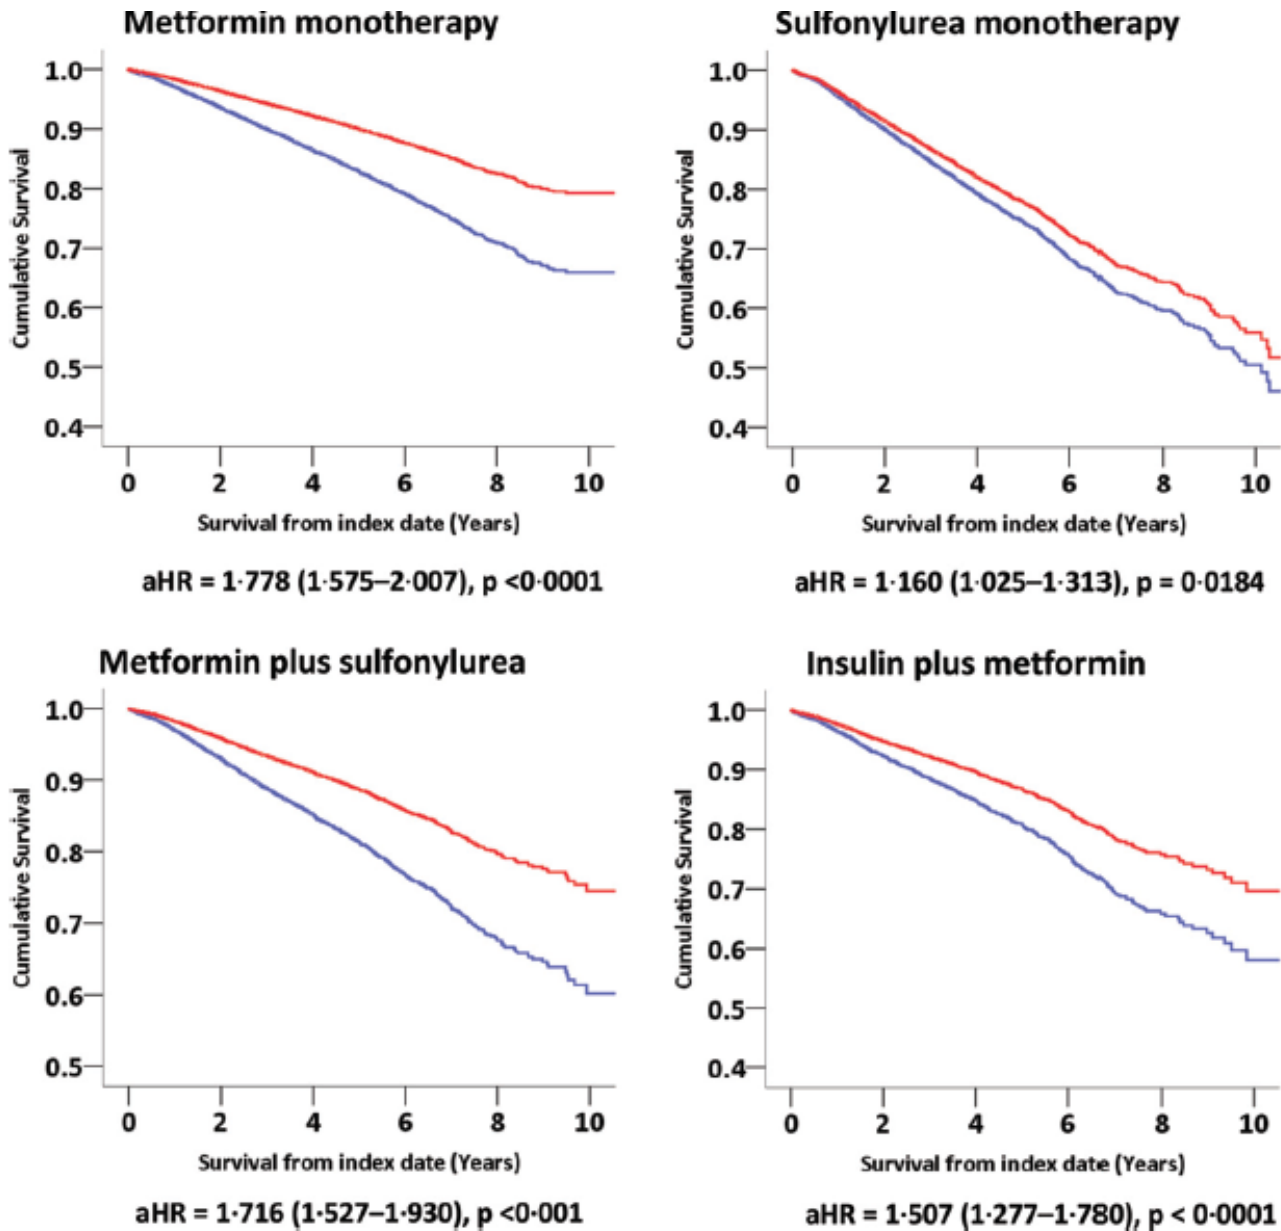 Metformin monotherapy
Cumulative Survival
1.0
0.9
0.8
0.7
0.6
0.5
0.4
0 2 4 6 8 10
Survival from index date (Years)
aHR = 1·778 (1·575–2·007), p <0·0001
Sulfonylurea monotherapy
Cumulative Survival
1.0
0.9
0.8
0.7
0.6
0.5
0.4
0 2 4 6 8 10
Survival from index date (Years)
aHR = 1·160 (1·025–1·313), p = 0·0184
Metformin plus sulfonylurea
Cumulative Survival
1.0
0.9
0.8
0.7
0.6
0.5
0 2 4 6 8 10
Survival from index date (Years)
aHR = 1·716 (1·527–1·930), p <0·001
Insulin plus metformin
Cumulative Survival
1.0
0.9
0.8
0.7
0.6
0.5
0.4
0 2 4 6 8 10
Survival from index date (Years)
aHR = 1·507 (1·277–1·780), p < 0·0001